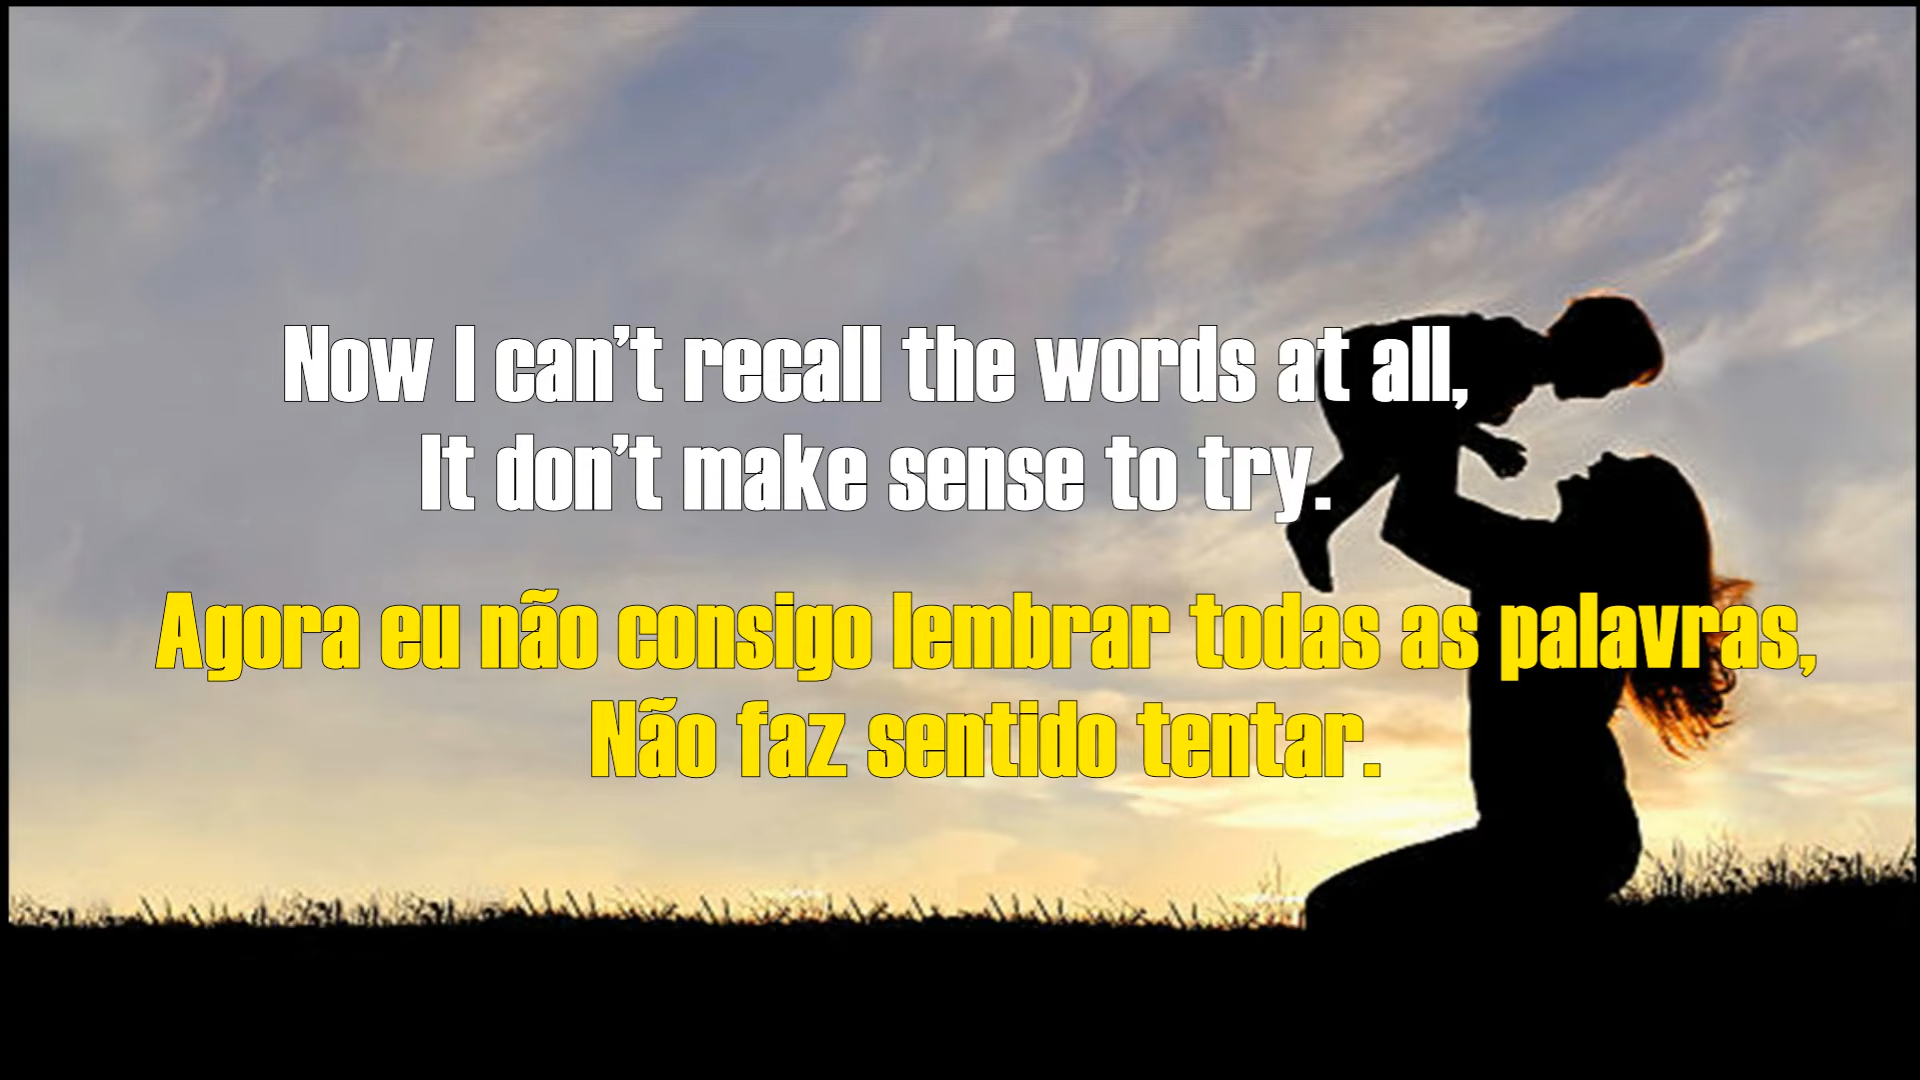 Now I can’t recall the words at all,
It don’t make sense to try.
Agora eu não consigo lembrar todas as palavras,
Não faz sentido tentar.